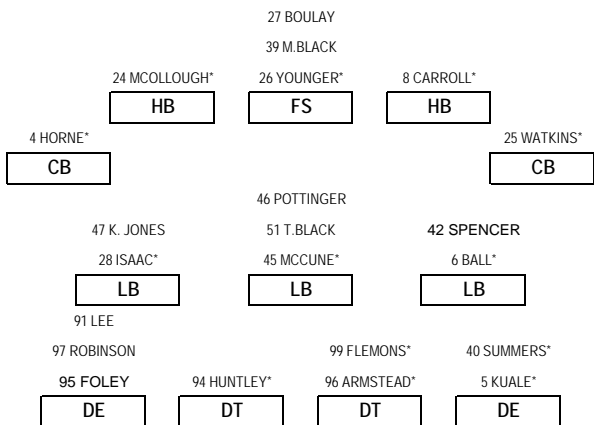 27 BOULAY
39 M.BLACK
24 MCOLLOUGH* 26 YOUNGER* 8 CARROLL*
HB FS HB
4 HORNE* 25 WATKINS*
CB CB
46 POTTINGER
47 K. JONES 51 T.BLACK 42 SPENCER
28 ISAAC* 45 MCCUNE* 6 BALL*
LB LB LB
91 LEE
97 ROBINSON 99 FLEMONS* 40 SUMMERS*
95 FOLEY 94 HUNTLEY* 96 ARMSTEAD* 5 KUALE*
DE DT DT DE